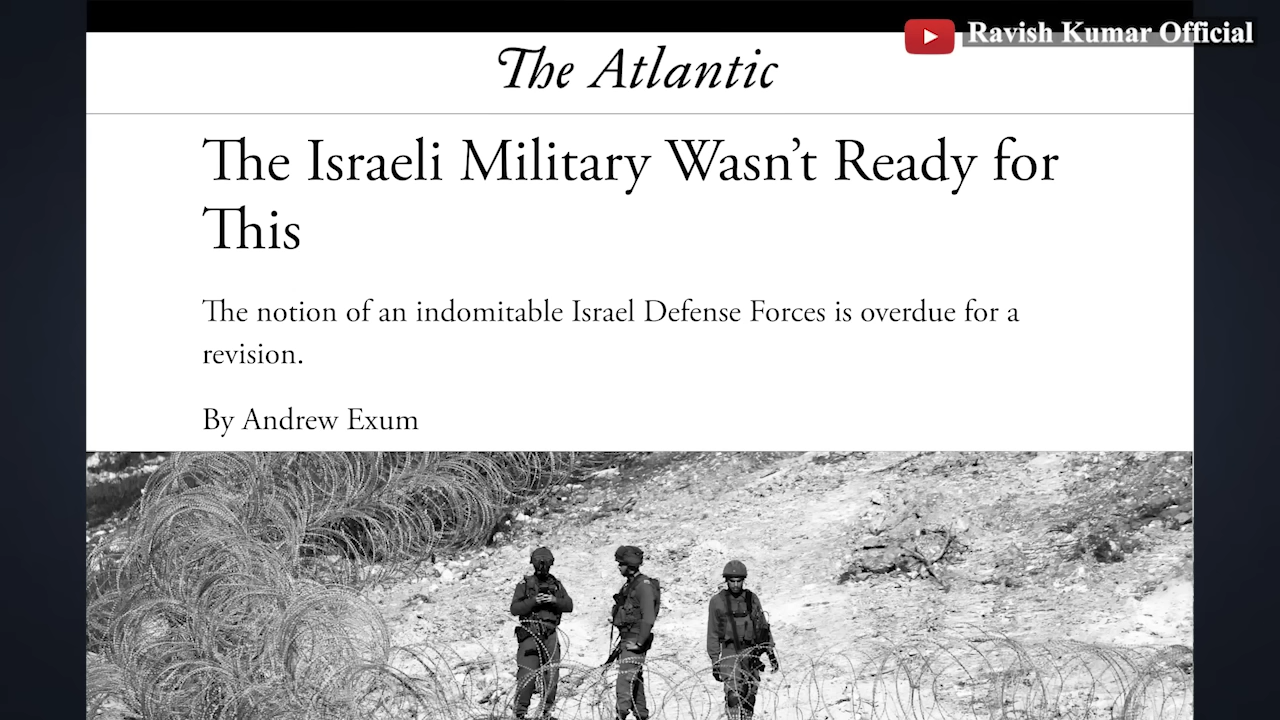 Ravish Kumar Official
The Atlantic
The Israeli Military Wasn’t Ready for
This
The notion of an indomitable Israel Defense Forces is overdue for a
revision.
By Andrew Exum